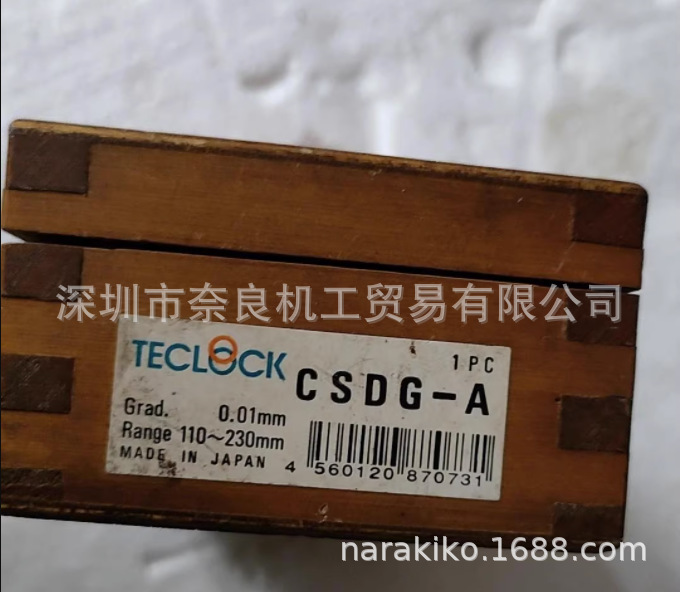 深圳市奈良机工贸易有限公司
TECLOCK CSDG-A 1PC
Grad. 0.01mm
Range 110~230mm
MADE IN JAPAN
4 560120 870731
narakiko.1688.com